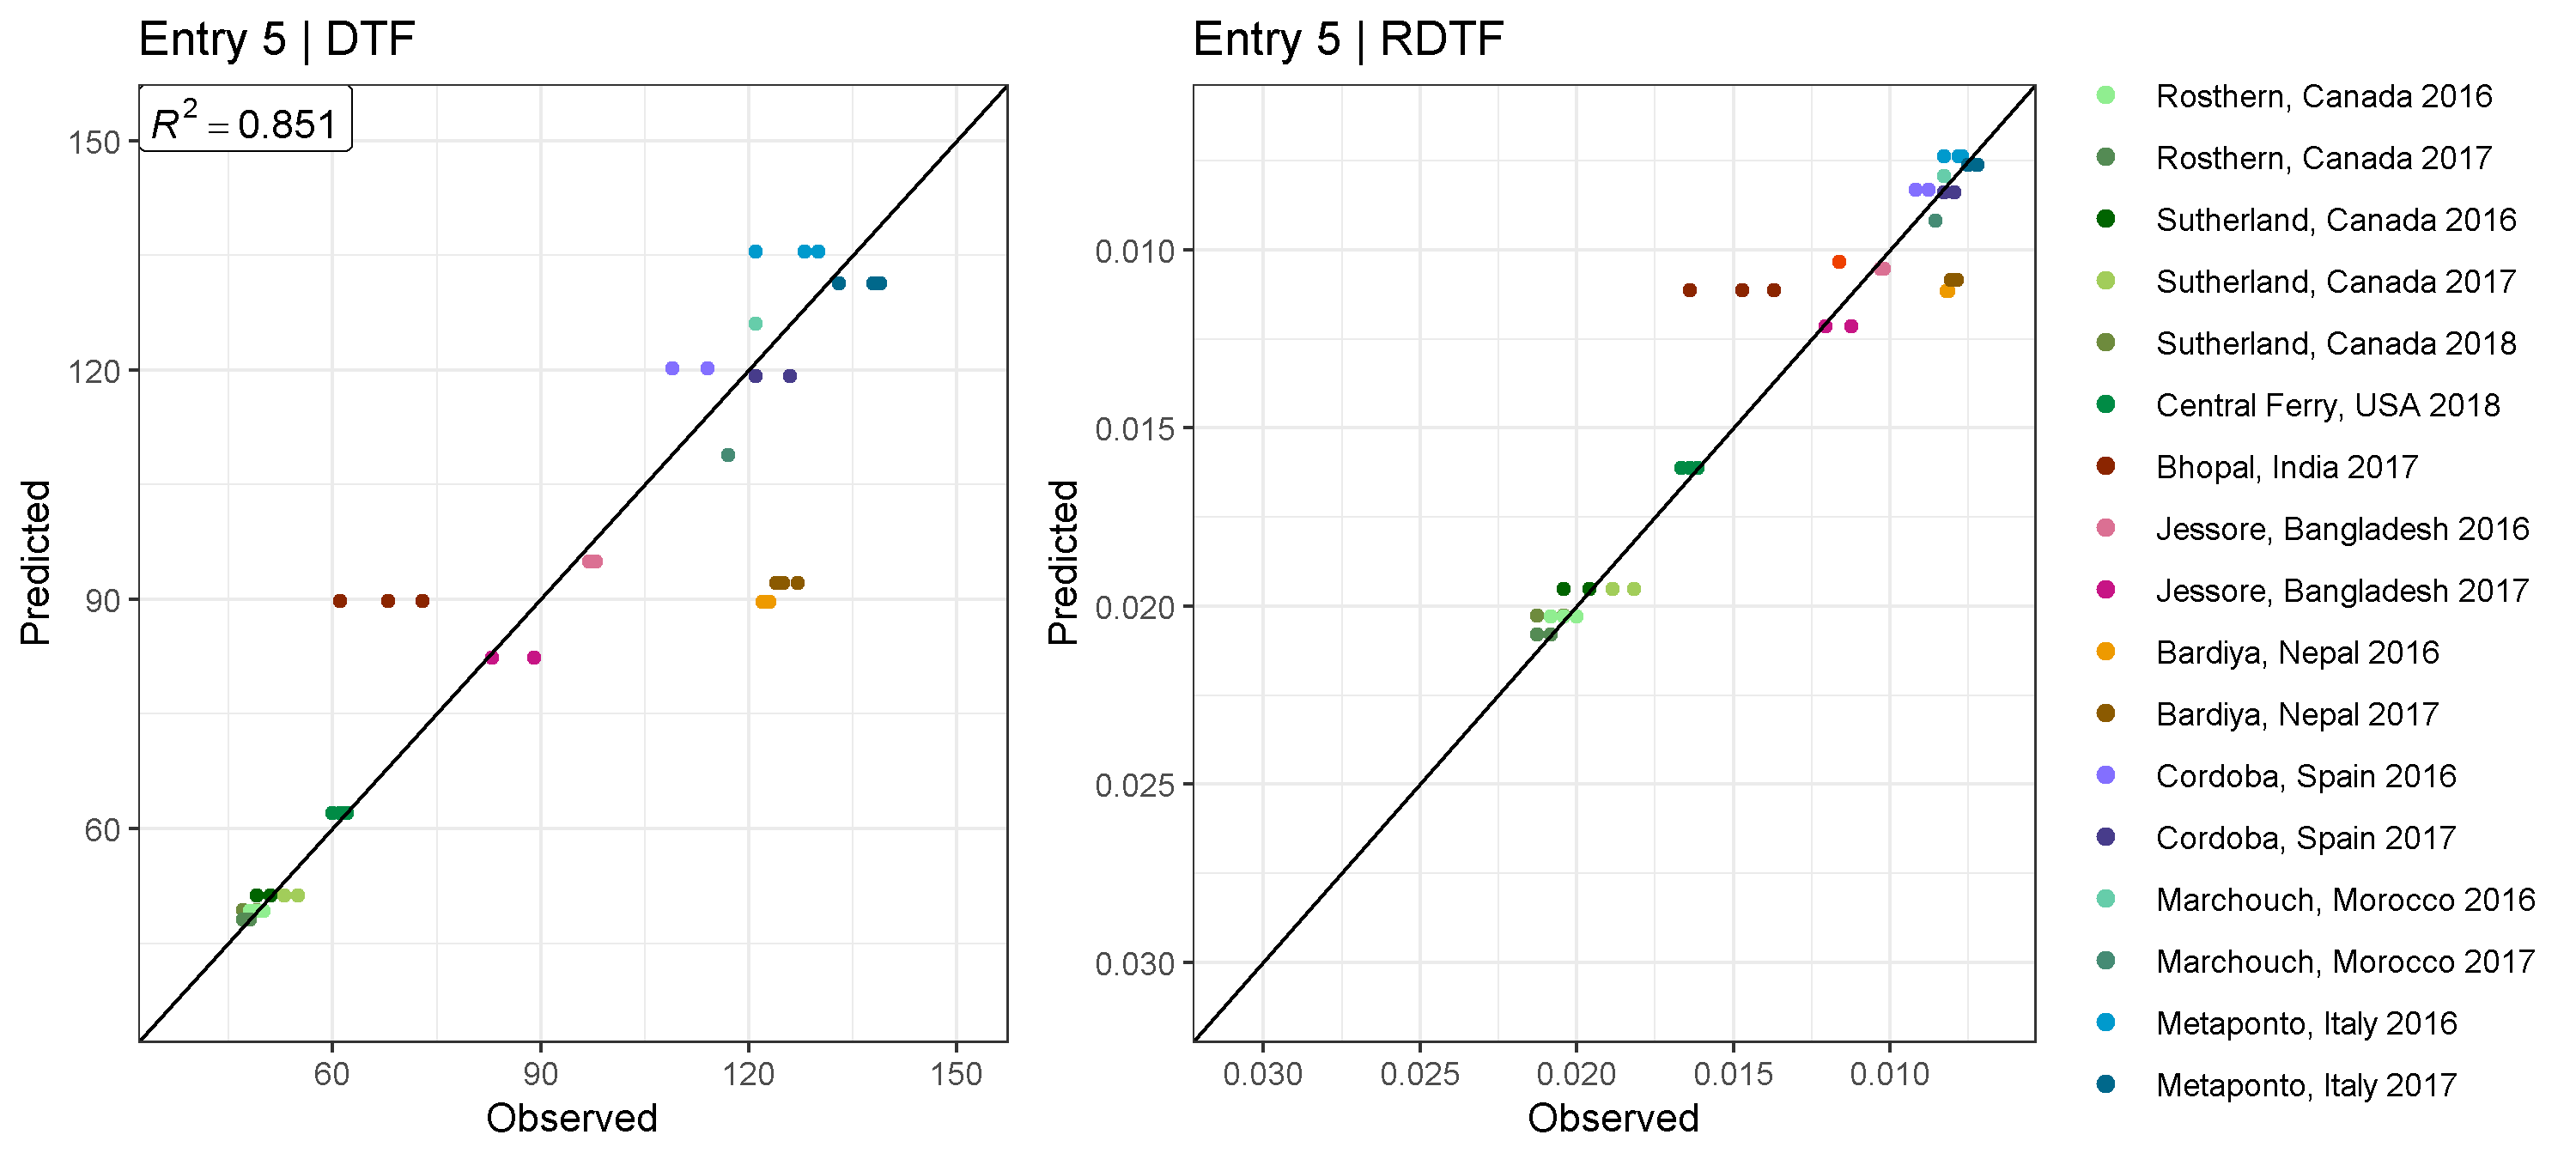 Entry 5 | DTF
R² = 0.851
150
120
90
60
Predicted
60 90 120 150
Observed
Entry 5 | RDTF
0.010
0.015
0.020
0.025
0.030
Predicted
0.030 0.025 0.020 0.015 0.010
Observed
Rosthern, Canada 2016
Rosthern, Canada 2017
Sutherland, Canada 2016
Sutherland, Canada 2017
Sutherland, Canada 2018
Central Ferry, USA 2018
Bhopal, India 2017
Jessore, Bangladesh 2016
Jessore, Bangladesh 2017
Bardiya, Nepal 2016
Bardiya, Nepal 2017
Cordoba, Spain 2016
Cordoba, Spain 2017
Marchouch, Morocco 2016
Marchouch, Morocco 2017
Metaponto, Italy 2016
Metaponto, Italy 2017